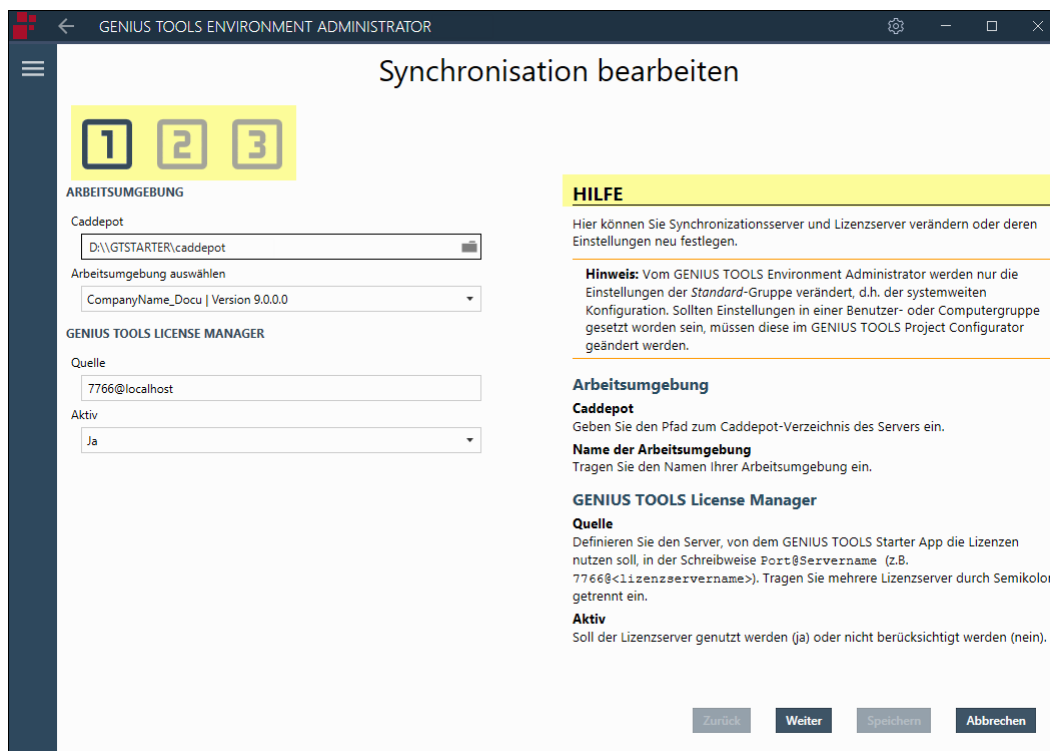 GENIUS TOOLS ENVIRONMENT ADMINISTRATOR
Synchronisation bearbeiten
1 2 3
ARBEITSUMGEBUNG
Caddepot
D:\\GTSTARTER\caddepot
Arbeitsumgebung auswählen
CompanyName_Docu | Version 9.0.0.0
GENIUS TOOLS LICENSE MANAGER
Quelle
7766@localhost
Aktiv
Ja
HILFE
Hier können Sie Synchronizationsserver und Lizenzserver verändern oder deren
Einstellungen neu festlegen.
Hinweis: Vom GENIUS TOOLS Environment Administrator werden nur die
Einstellungen der Standard-Gruppe verändert, d.h. der systemweiten
Konfiguration. Sollten Einstellungen in einer Benutzer- oder Computergruppe
gesetzt worden sein, müssen diese im GENIUS TOOLS Project Configurator
geändert werden.
Arbeitsumgebung
Caddepot
Geben Sie den Pfad zum Caddepot-Verzeichnis des Servers ein.
Name der Arbeitsumgebung
Tragen Sie den Namen Ihrer Arbeitsumgebung ein.
GENIUS TOOLS License Manager
Quelle
Definieren Sie den Server, von dem GENIUS TOOLS Starter App die Lizenzen
nutzen soll, in der Schreibweise Port@Servername (z.B.
7766@<lizenzservername>). Tragen Sie mehrere Lizenzserver durch Semikolon
getrennt ein.
Aktiv
Soll der Lizenzserver genutzt werden (ja) oder nicht berücksichtigt werden (nein).
Zurück Weiter Speichern Abbrechen